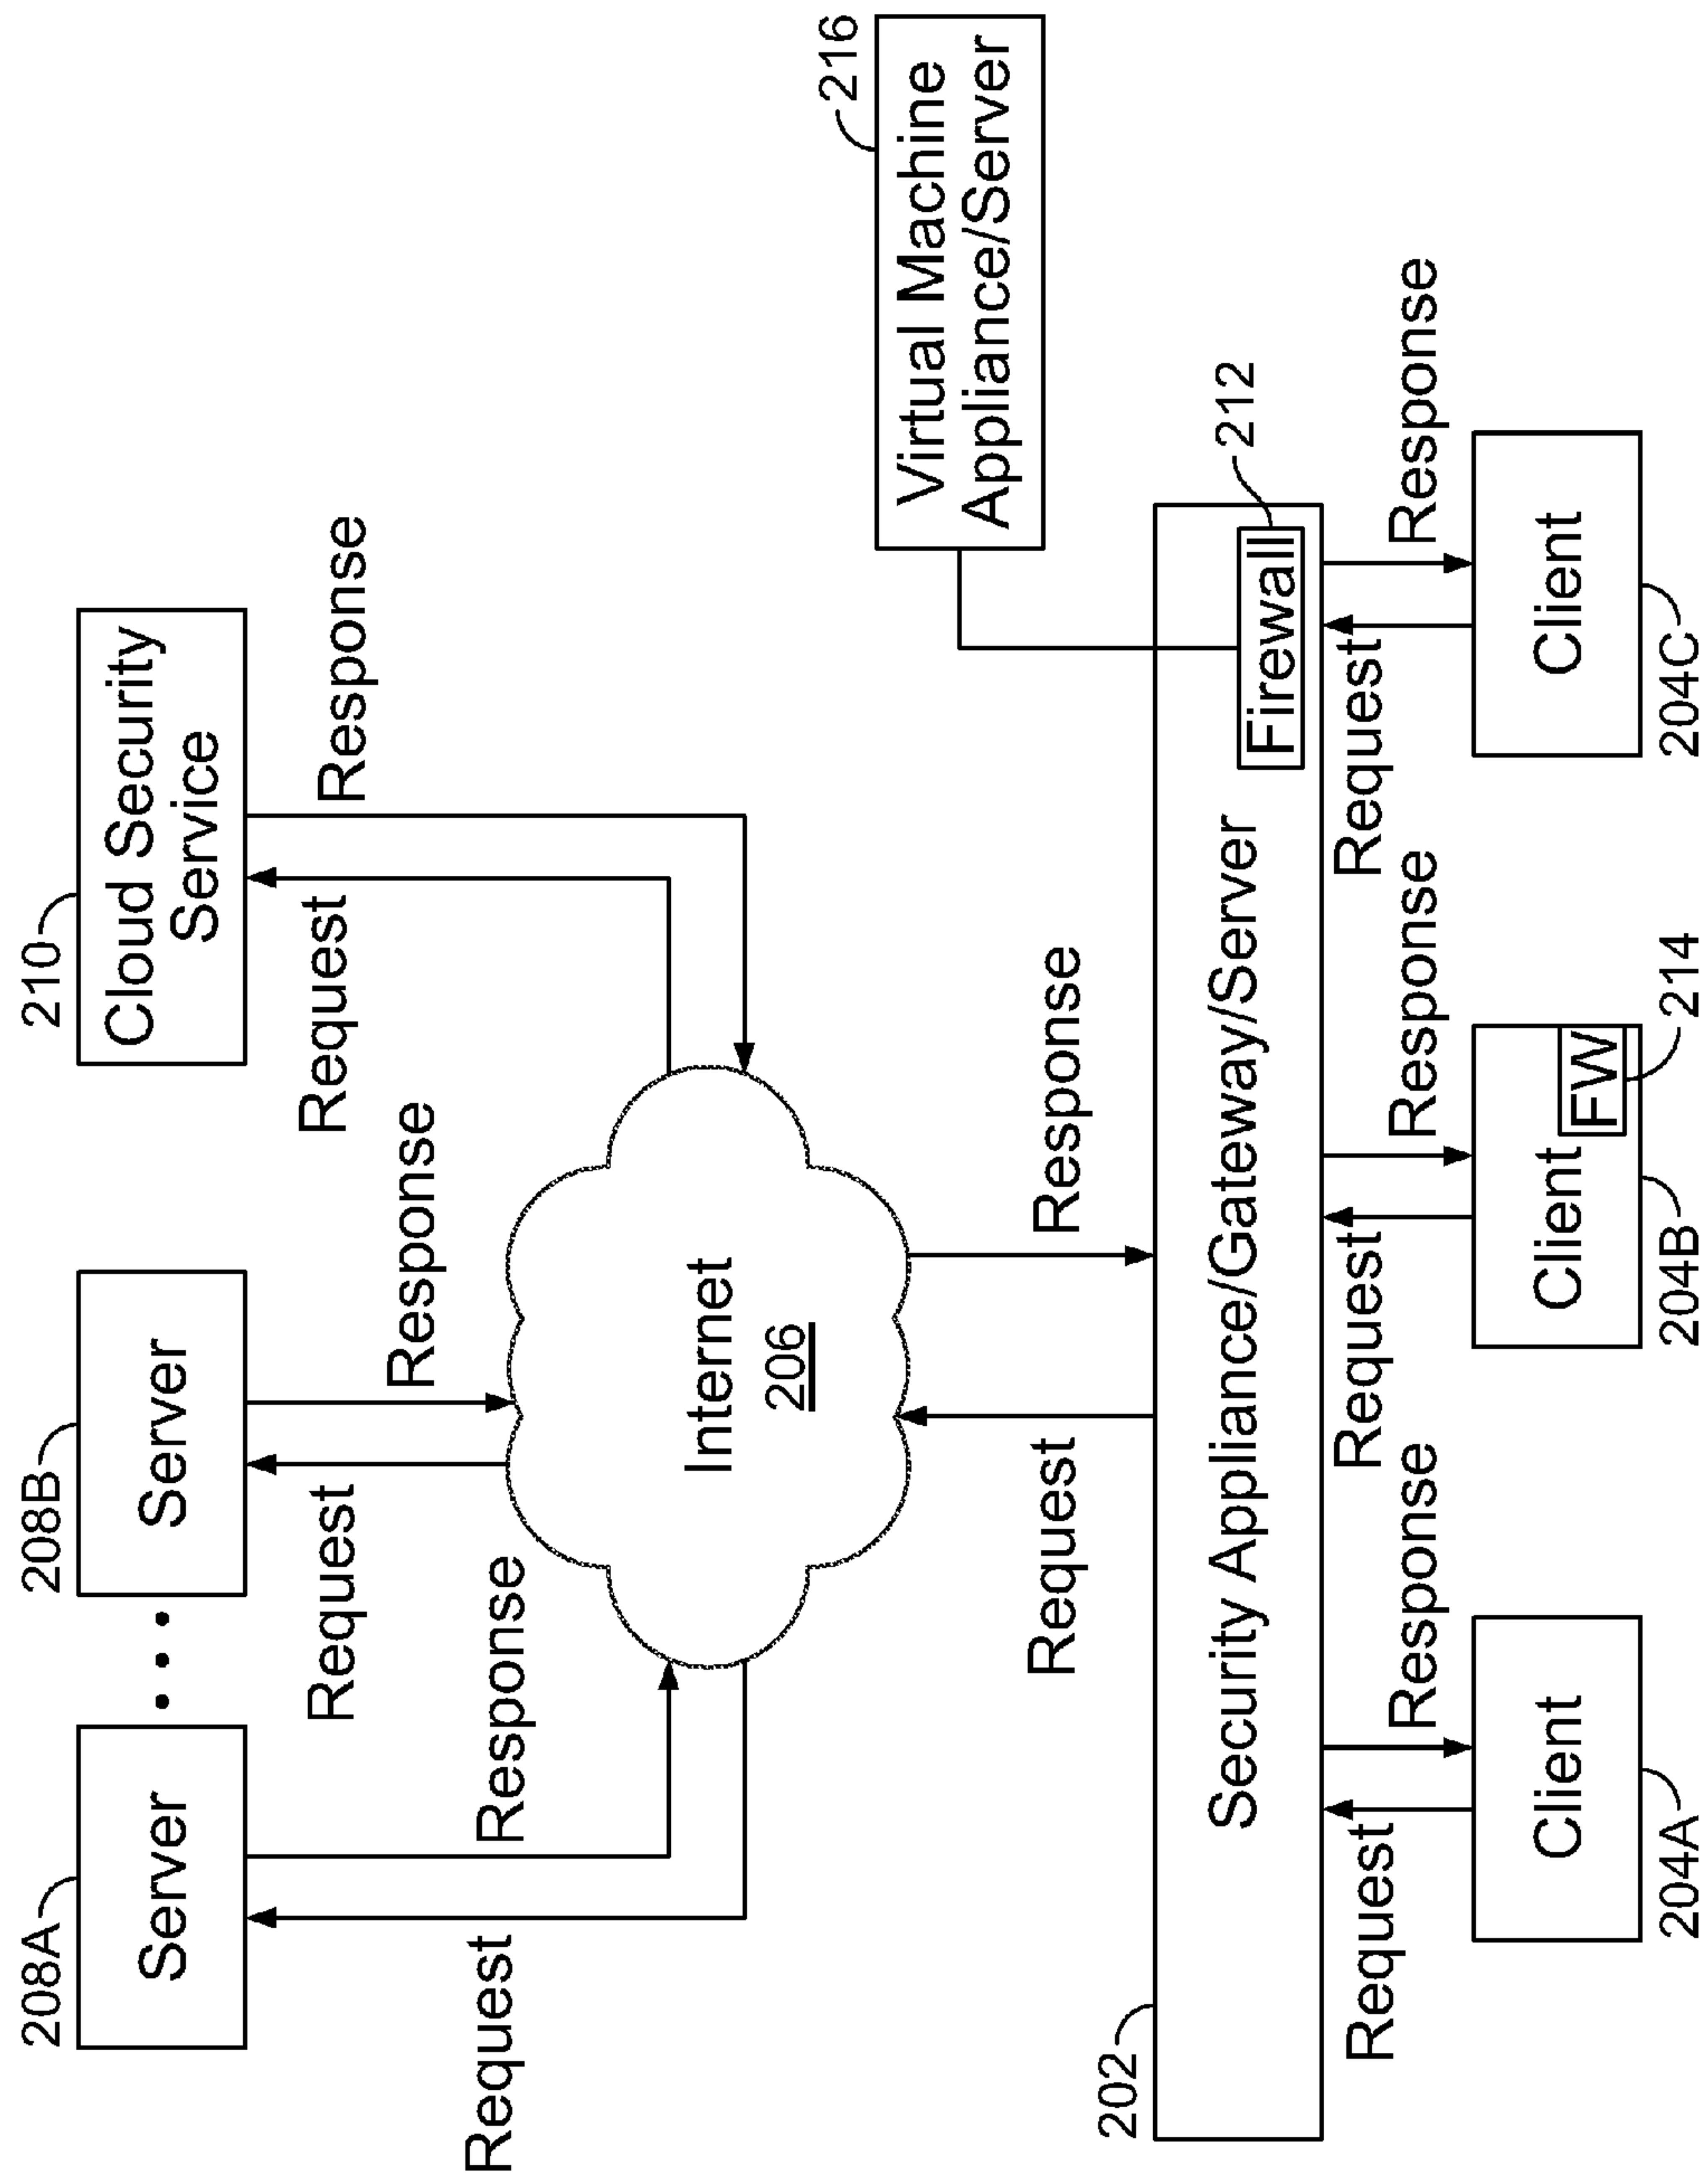 208A
Server
208B
Server
210
Cloud Security
Service
Request
Response
Request
Response
Request
Response
Internet
206
216
Virtual Machine
Appliance/Server
Request
Response
202
Security Appliance/Gateway/Server
Firewall
212
Request
Response
Request
Response
Request
Response
Client
204A
Client
FW
204B
214
Client
204C